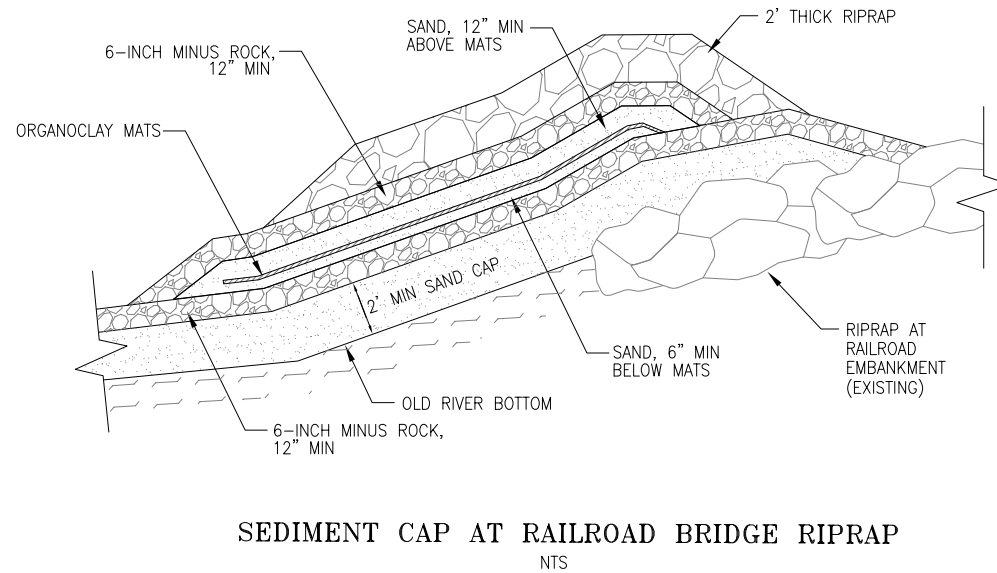 2' THICK RIPRAP
SAND, 12" MIN
ABOVE MATS
6-INCH MINUS ROCK,
12" MIN
ORGANOCLAY MATS
2' MIN SAND CAP
RIPRAP AT
RAILROAD
EMBANKMENT
(EXISTING)
SAND, 6" MIN
BELOW MATS
OLD RIVER BOTTOM
6-INCH MINUS ROCK,
12" MIN
SEDIMENT CAP AT RAILROAD BRIDGE RIPRAP
NTS